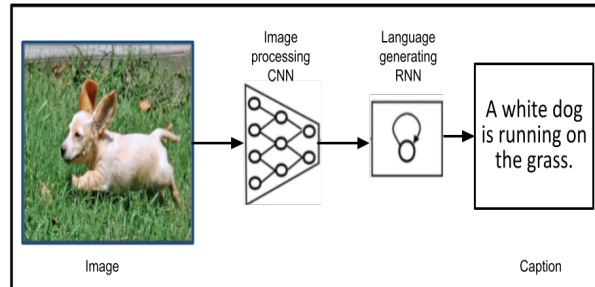 Image
processing
CNN
Language
generating
RNN
A white dog
is running on
the grass.
Image
Caption